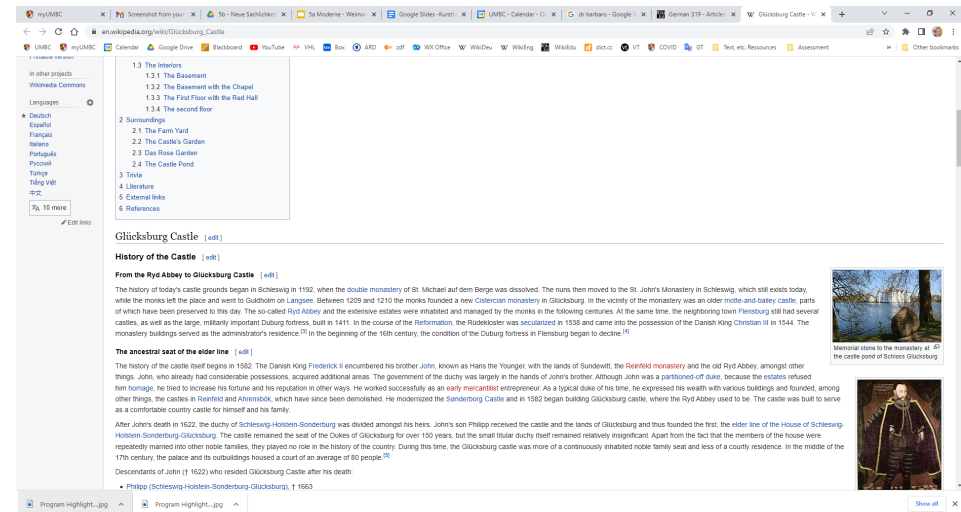 myUMBC
Screenshot from your
5b - Neue Sachlichkeit
5a Moderne - Weimar
Google Slides -Kursthe
UMBC - Calendar - Oc
dr barbaro - Google S
German 319 - Articles
Glücksburg Castle - W
en.wikipedia.org/wiki/Glücksburg_Castle
UMBC
myUMBC
Calendar
Google Drive
Blackboard
YouTube
VHL
Box
ARD
zdf
WX Office
WikiDeu
WikiEng
WikiEdu
dict.cc
VT
COVID
GT
Text, etc. Ressources
Assessment
»
Other bookmarks
Printable version
In other projects
Wikimedia Commons
Languages
Deutsch
Español
Français
Italiano
Português
Русский
Türkçe
Tiếng Việt
中文
10 more
Edit links
1.3 The Interiors
1.3.1 The Basement
1.3.2 The Basement with the Chapel
1.3.3 The First Floor with the Red Hall
1.3.4 The second floor
2 Surroundings
2.1 The Farm Yard
2.2 The Castle's Garden
2.3 Das Rose Garden
2.4 The Castle Pond
3 Trivia
4 Literature
5 External links
6 References
Glücksburg Castle [edit]
History of the Castle [edit]
From the Ryd Abbey to Glücksburg Castle [edit]
The history of today's castle grounds began in Schleswig in 1192, when the double monastery of St. Michael auf dem Berge was dissolved. The nuns then moved to the St. John's Monastery in Schleswig, which still exists today,
while the monks left the place and went to Guldholm on Langsee. Between 1209 and 1210 the monks founded a new Cistercian monastery in Glücksburg. In the vicinity of the monastery was an older motte-and-bailey castle, parts
of which have been preserved to this day. The so-called Ryd Abbey and the extensive estates were inhabited and managed by the monks in the following centuries. At the same time, the neighboring town Flensburg still had several
castles, as well as the large, militarily important Duburg fortress, built in 1411. In the course of the Reformation, the Rüdekloster was secularized in 1538 and came into the possession of the Danish King Christian III in 1544. The
monastery buildings served as the administrator's residence.[3] In the beginning of the 16th century, the condition of the Duburg fortress in Flensburg began to decline.[4]
Memorial stone to the monastery at
the castle pond of Schloss Glücksburg
The ancestral seat of the elder line [edit]
The history of the castle itself begins in 1582. The Danish King Frederick II encumbered his brother John, known as Hans the Younger, with the lands of Sundewitt, the Reinfeld monastery and the old Ryd Abbey, amongst other
things. John, who already had considerable possessions, acquired additional areas. The government of the duchy was largely in the hands of John's brother. Although John was a partitioned-off duke, because the estates refused
him homage, he tried to increase his fortune and his reputation in other ways. He worked successfully as an early mercantilist entrepreneur. As a typical duke of his time, he expressed his wealth with various buildings and founded, among
other things, the castles in Reinfeld and Ahrensbök, which have since been demolished. He modernized the Sønderborg Castle and in 1582 began building Glücksburg castle, where the Ryd Abbey used to be. The castle was built to serve
as a comfortable country castle for himself and his family.
After John's death in 1622, the duchy of Schleswig-Holstein-Sonderburg was divided amongst his heirs. John's son Philipp received the castle and the lands of Glücksburg and thus founded the first, the elder line of the House of Schleswig-
Holstein-Sonderburg-Glücksburg. The castle remained the seat of the Dukes of Glücksburg for over 150 years, but the small titular duchy itself remained relatively insignificant. Apart from the fact that the members of the house were
repeatedly married into other noble families, they played no role in the history of the country. During this time, the Glücksburg castle was more of a continuously inhabited noble family seat and less of a courtly residence. In the middle of the
17th century, the palace and its outbuildings housed a court of an average of 80 people.[5]
Descendants of John († 1622) who resided Glücksburg Castle after his death:
• Philipp (Schleswig-Holstein-Sonderburg-Glücksburg), † 1663
Program Highlight....jpg
Program Highlight....jpg
Show all